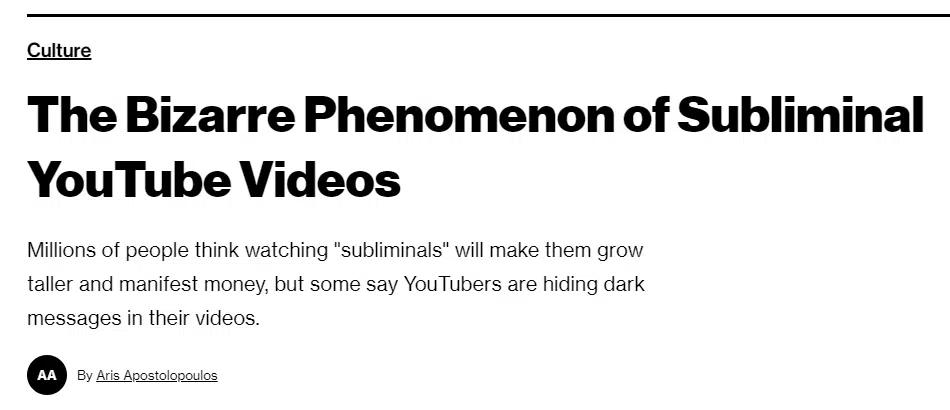 Culture
The Bizarre Phenomenon of Subliminal
YouTube Videos
Millions of people think watching "subliminals" will make them grow
taller and manifest money, but some say YouTubers are hiding dark
messages in their videos.
AA By Aris Apostolopoulos